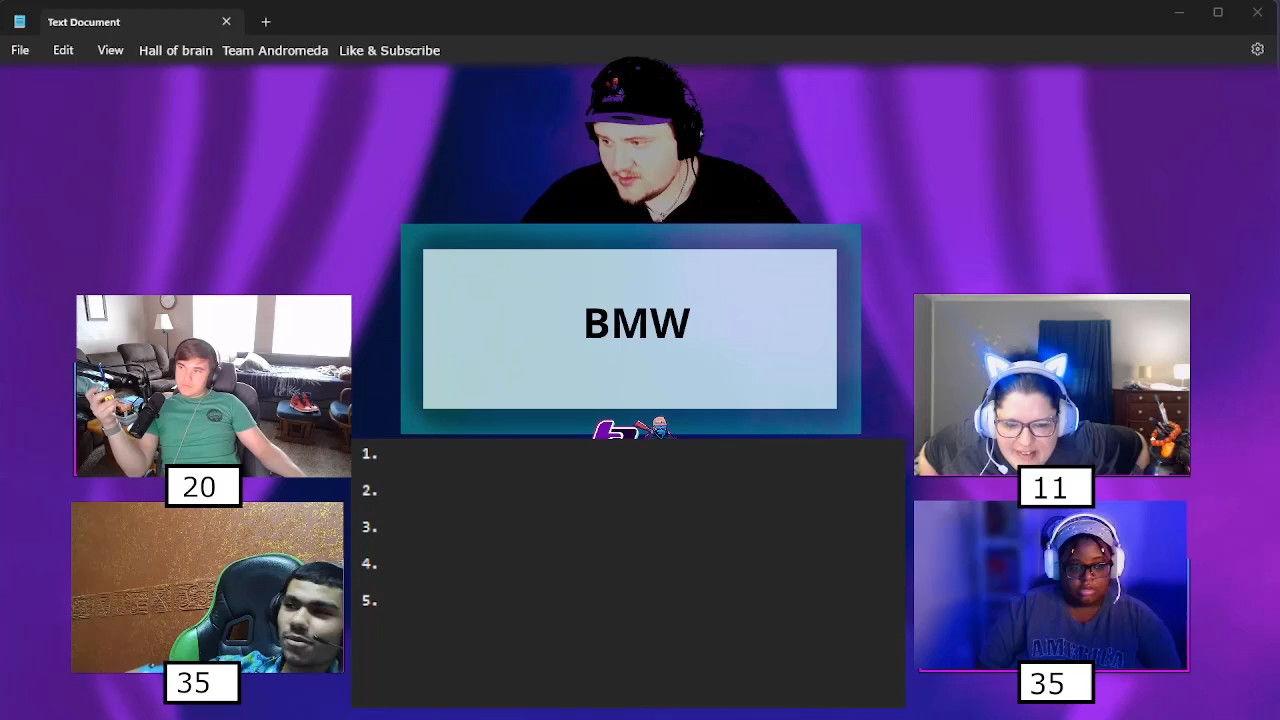 Text Document
File Edit View Hall of brain Team Andromeda Like & Subscribe
BMW
1.
2.
3.
4.
5.
20
11
35
35
AMERICA